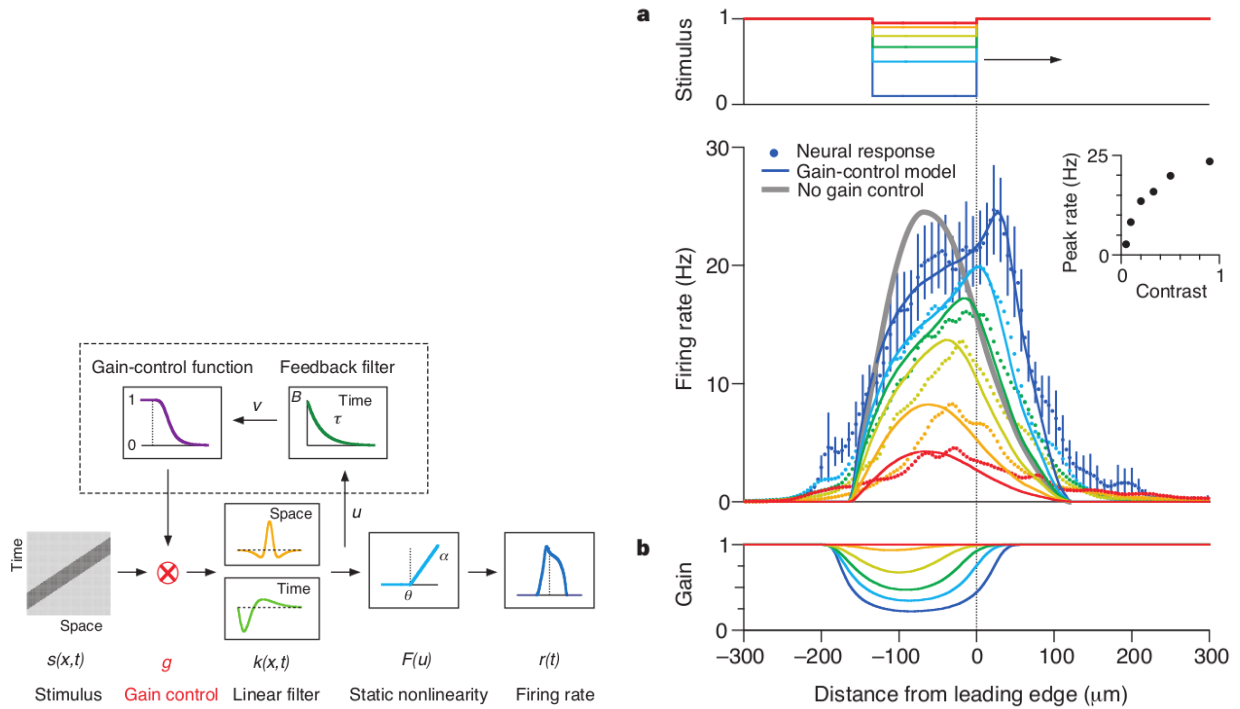 Gain-control function
Feedback filter
1
0
v
B
Time
τ
u
Time
Space
Space
Time
α
θ
s(x,t)
g
k(x,t)
F(u)
r(t)
Stimulus
Gain control
Linear filter
Static nonlinearity
Firing rate
a
Stimulus
1
0
Firing rate (Hz)
30
20
10
0
Neural response
Gain-control model
No gain control
Peak rate (Hz)
25
0
0
1
Contrast
b
Gain
1
0
−300
−200
−100
0
100
200
300
Distance from leading edge (μm)